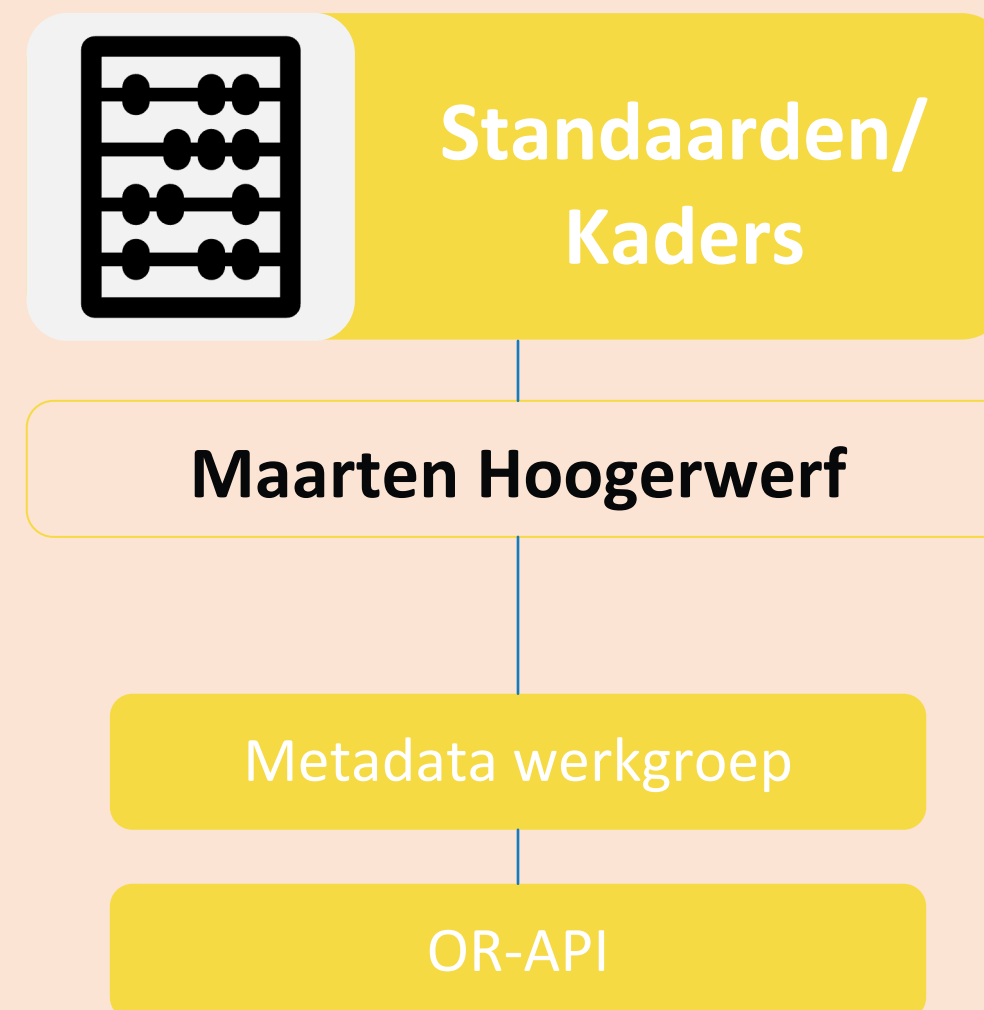 Standaarden/
Kaders
Maarten Hoogerwerf
Metadata werkgroep
OR-API